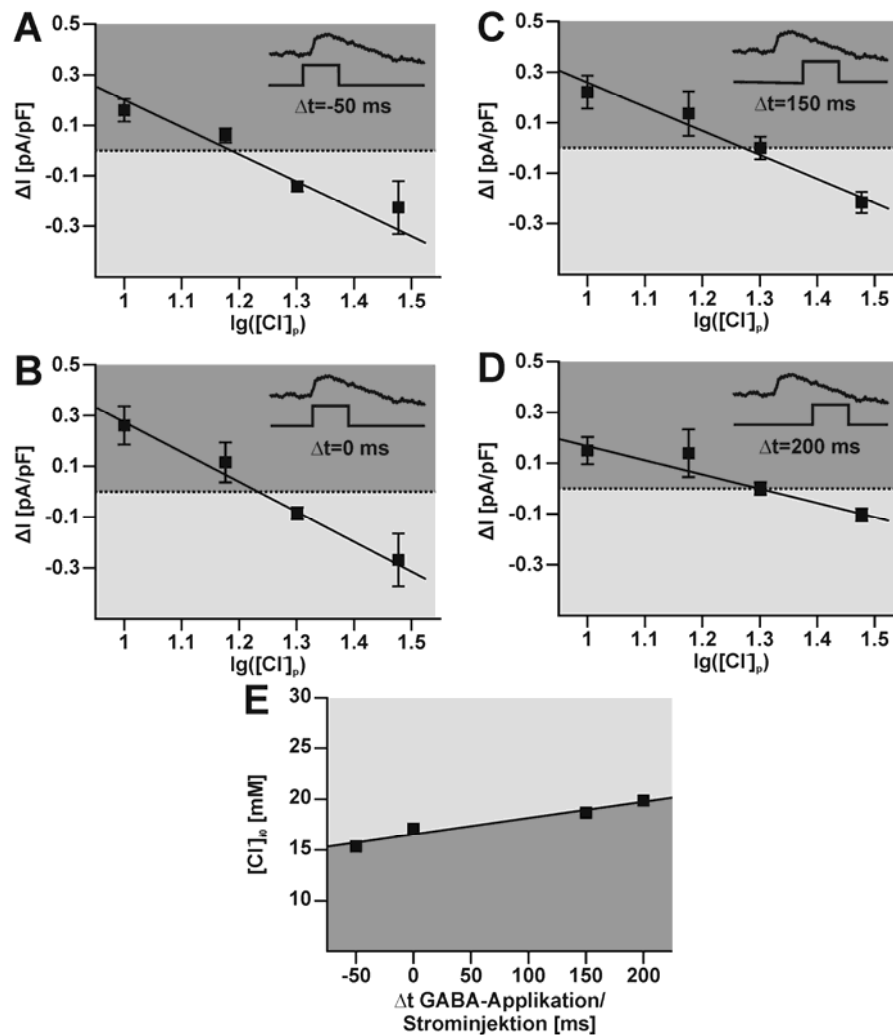 A
ΔI [pA/pF]
0.5
0.3
0.1
-0.1
-0.3
Δt=-50 ms
1 1.1 1.2 1.3 1.4 1.5
lg([Cl⁻]ₚ)
C
ΔI [pA/pF]
0.5
0.3
0.1
-0.1
-0.3
Δt=150 ms
1 1.1 1.2 1.3 1.4 1.5
lg([Cl⁻]ₚ)
B
ΔI [pA/pF]
0.5
0.3
0.1
-0.1
-0.3
Δt=0 ms
1 1.1 1.2 1.3 1.4 1.5
lg([Cl⁻]ₚ)
D
ΔI [pA/pF]
0.5
0.3
0.1
-0.1
-0.3
Δt=200 ms
1 1.1 1.2 1.3 1.4 1.5
lg([Cl⁻]ₚ)
E
[Cl⁻]ᵢ₀ [mM]
30
25
20
15
10
-50 0 50 100 150 200
Δt GABA-Applikation/
Strominjektion [ms]